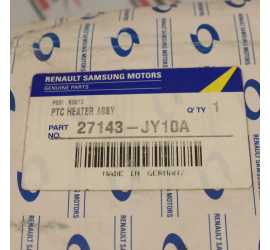 RENAULT SAMSUNG MOTORS
GENUINE PARTS
PTC HEATER ASSY
Q'TY 1
PART NO. 27143-JY10A
MADE IN GERMANY